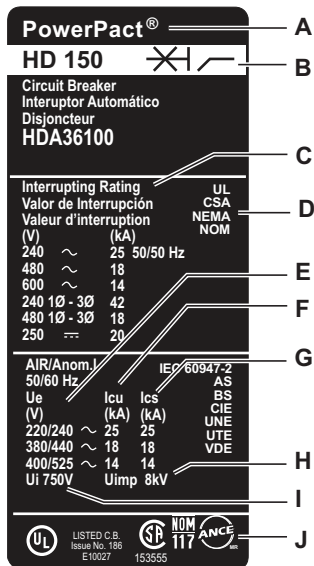 PowerPact® A
HD 150 B
Circuit Breaker
Interuptor Automático
Disjoncteur
HDA36100
C
Interrupting Rating UL
Valor de Interrupción CSA
Valeur d'interruption NEMA D
(V) (kA) NOM
240 ~ 25 50/50 Hz
480 ~ 18 E
600 ~ 14
240 1Ø - 3Ø 42 F
480 1Ø - 3Ø 18
250 ⎓ 20 G
AIR/Anom.I IEC 60947-2
50/60 Hz AS
Ue Icu Ics BS
(V) (kA) (kA) CIE
220/240 ~ 25 25 UNE
380/440 ~ 18 18 UTE
400/525 ~ 14 14 VDE H
Ui 750V Uimp 8kV
I
UL LISTED C.B. SA NOM ANCE J
Issue No. 186 117 MR
E10027 153555